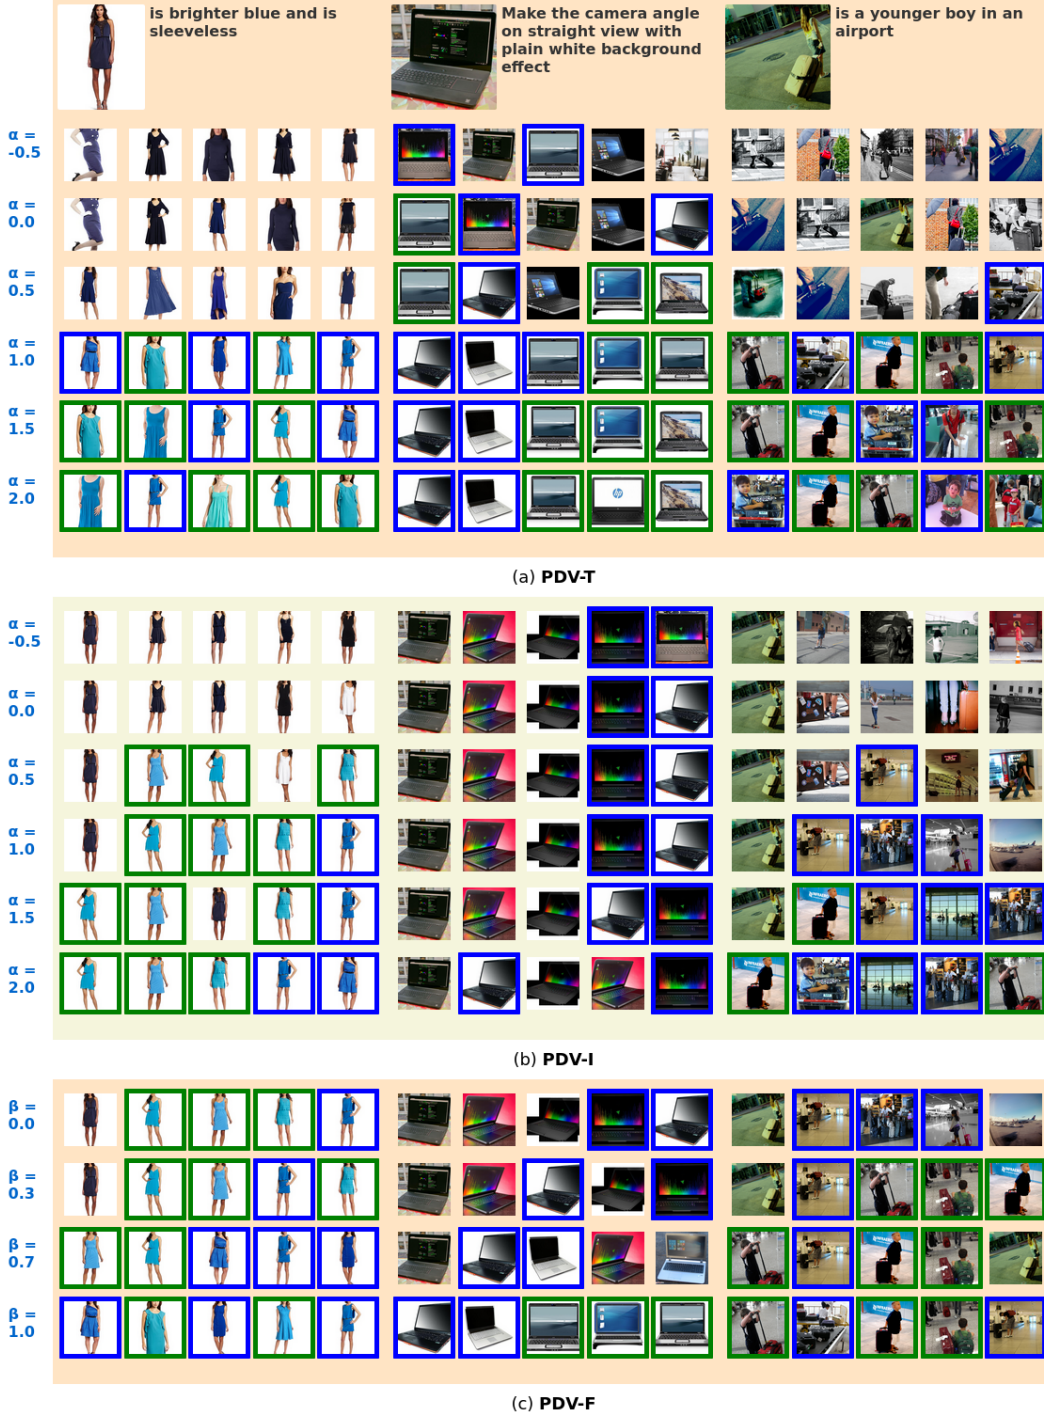 is brighter blue and is
sleeveless
Make the camera angle
on straight view with
plain white background
effect
is a younger boy in an
airport
α =
-0.5
α =
0.0
α =
0.5
α =
1.0
α =
1.5
α =
2.0
(a) PDV-T
α =
-0.5
α =
0.0
α =
0.5
α =
1.0
α =
1.5
α =
2.0
(b) PDV-I
β =
0.0
β =
0.3
β =
0.7
β =
1.0
(c) PDV-F